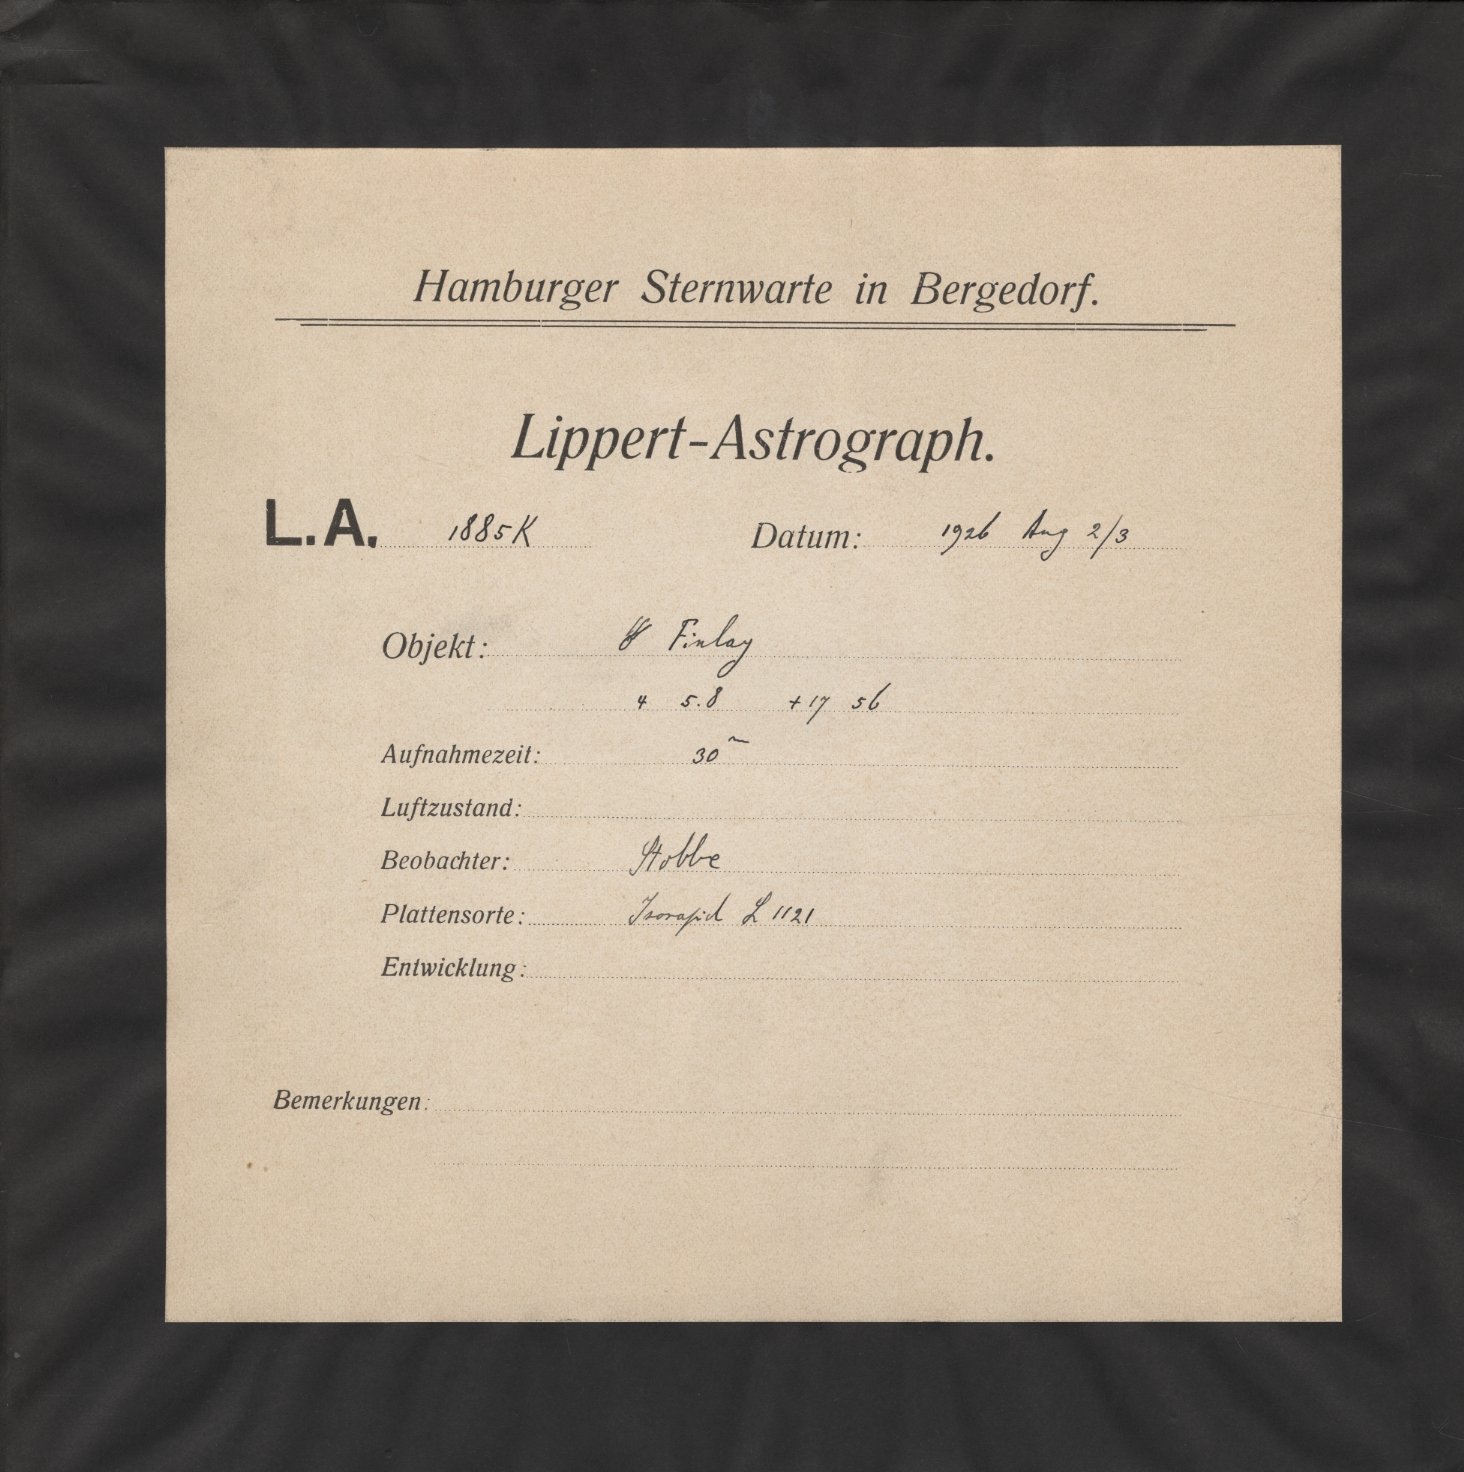 Hamburger Sternwarte in Bergedorf.
Lippert-Astrograph.
L.A. 1885K Datum: 1926 Aug 2/3
Objekt: ☄ Finlay
4 5.8 +17 56
Aufnahmezeit: 30ᵐ
Luftzustand:
Beobachter: Stobbe
Plattensorte: Isorapid L 1121
Entwicklung:
Bemerkungen: